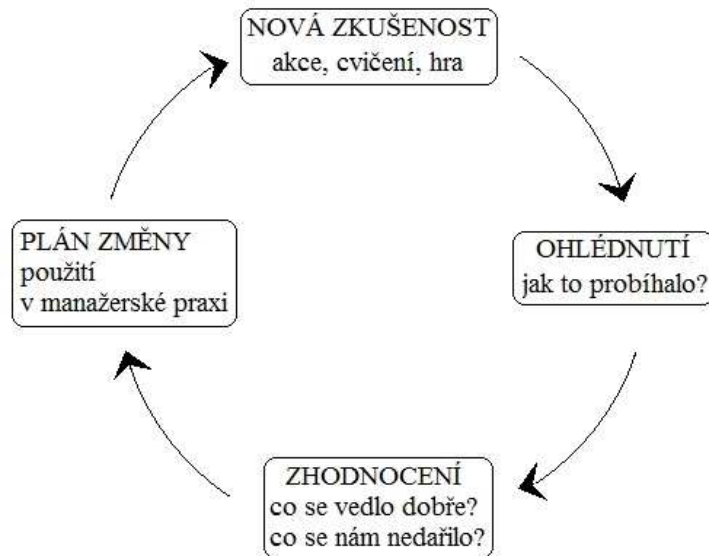 NOVÁ ZKUŠENOST
akce, cvičení, hra
OHLÉDNUTÍ
jak to probíhalo?
ZHODNOCENÍ
co se vedlo dobře?
co se nám nedařilo?
PLÁN ZMĚNY
použití
v manažerské praxi